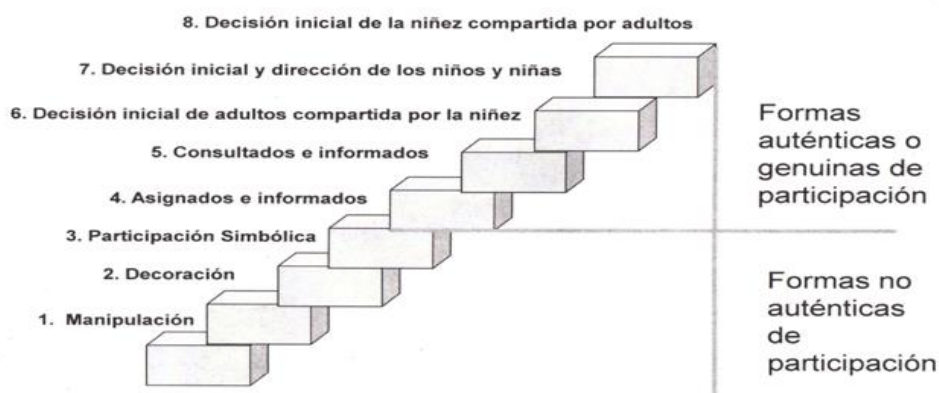 8. Decisión inicial de la niñez compartida por adultos
7. Decisión inicial y dirección de los niños y niñas
6. Decisión inicial de adultos compartida por la niñez
5. Consultados e informados
4. Asignados e informados
3. Participación Simbólica
2. Decoración
1. Manipulación
Formas
auténticas o
genuinas de
participación
Formas no
auténticas
de
participación